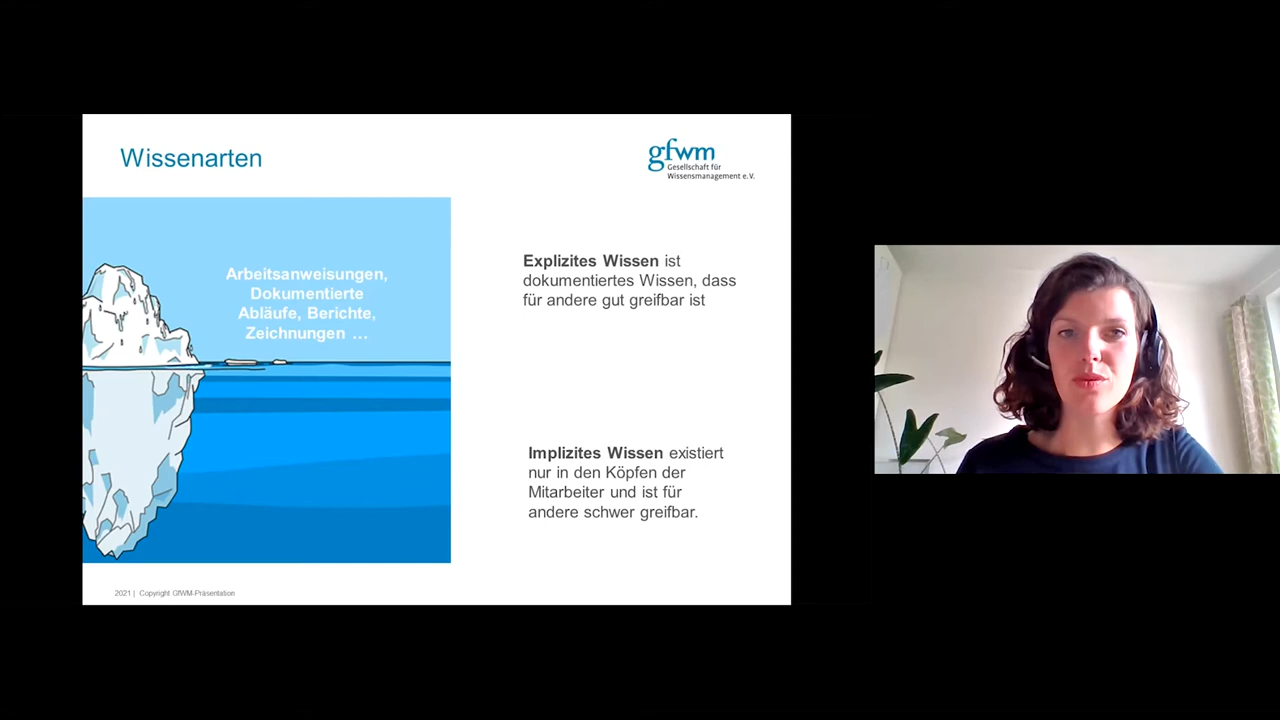 Wissenarten
gfwm
Gesellschaft für
Wissensmanagement e.V.
Arbeitsanweisungen,
Dokumentierte
Abläufe, Berichte,
Zeichnungen ...
Explizites Wissen ist
dokumentiertes Wissen, dass
für andere gut greifbar ist
Implizites Wissen existiert
nur in den Köpfen der
Mitarbeiter und ist für
andere schwer greifbar.
2021 | Copyright GfWM-Präsentation